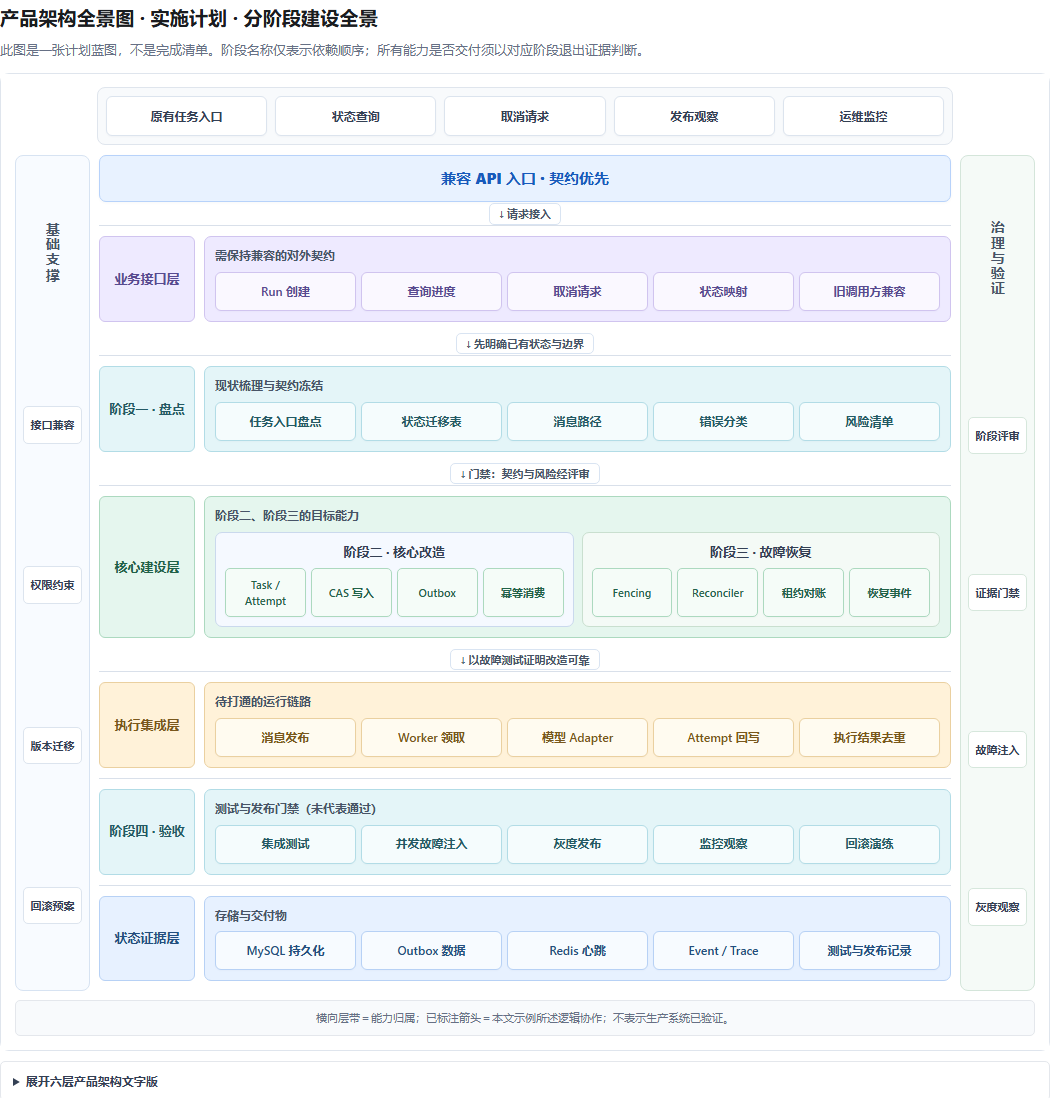 产品架构全景图 · 实施计划 · 分阶段建设全景
此图是一张计划蓝图，不是完成清单。阶段名称仅表示依赖顺序；所有能力是否交付须以对应阶段退出证据判断。
原有任务入口
状态查询
取消请求
发布观察
运维监控
基础支撑
接口兼容
权限约束
版本迁移
回滚预案
兼容 API 入口 · 契约优先
↓ 请求接入
业务接口层
需保持兼容的对外契约
Run 创建
查询进度
取消请求
状态映射
旧调用方兼容
↓ 先明确已有状态与边界
阶段一 · 盘点
现状梳理与契约冻结
任务入口盘点
状态迁移表
消息路径
错误分类
风险清单
↓ 门禁：契约与风险经评审
核心建设层
阶段二、阶段三的目标能力
阶段二 · 核心改造
Task /
Attempt
CAS 写入
Outbox
幂等消费
阶段三 · 故障恢复
Fencing
Reconciler
租约对账
恢复事件
↓ 以故障测试证明改造可靠
执行集成层
待打通的运行链路
消息发布
Worker 领取
模型 Adapter
Attempt 回写
执行结果去重
阶段四 · 验收
测试与发布门禁（未代表通过）
集成测试
并发故障注入
灰度发布
监控观察
回滚演练
状态证据层
存储与交付物
MySQL 持久化
Outbox 数据
Redis 心跳
Event / Trace
测试与发布记录
治理与验证
阶段评审
证据门禁
故障注入
灰度观察
横向层带＝能力归属；已标注箭头＝本文示例所述逻辑协作；不表示生产系统已验证。
▶ 展开六层产品架构文字版